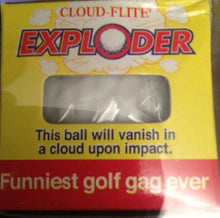 CLOUD-FLITE®
EXPLODER
This ball will vanish in
a cloud upon impact.
Funniest golf gag ever